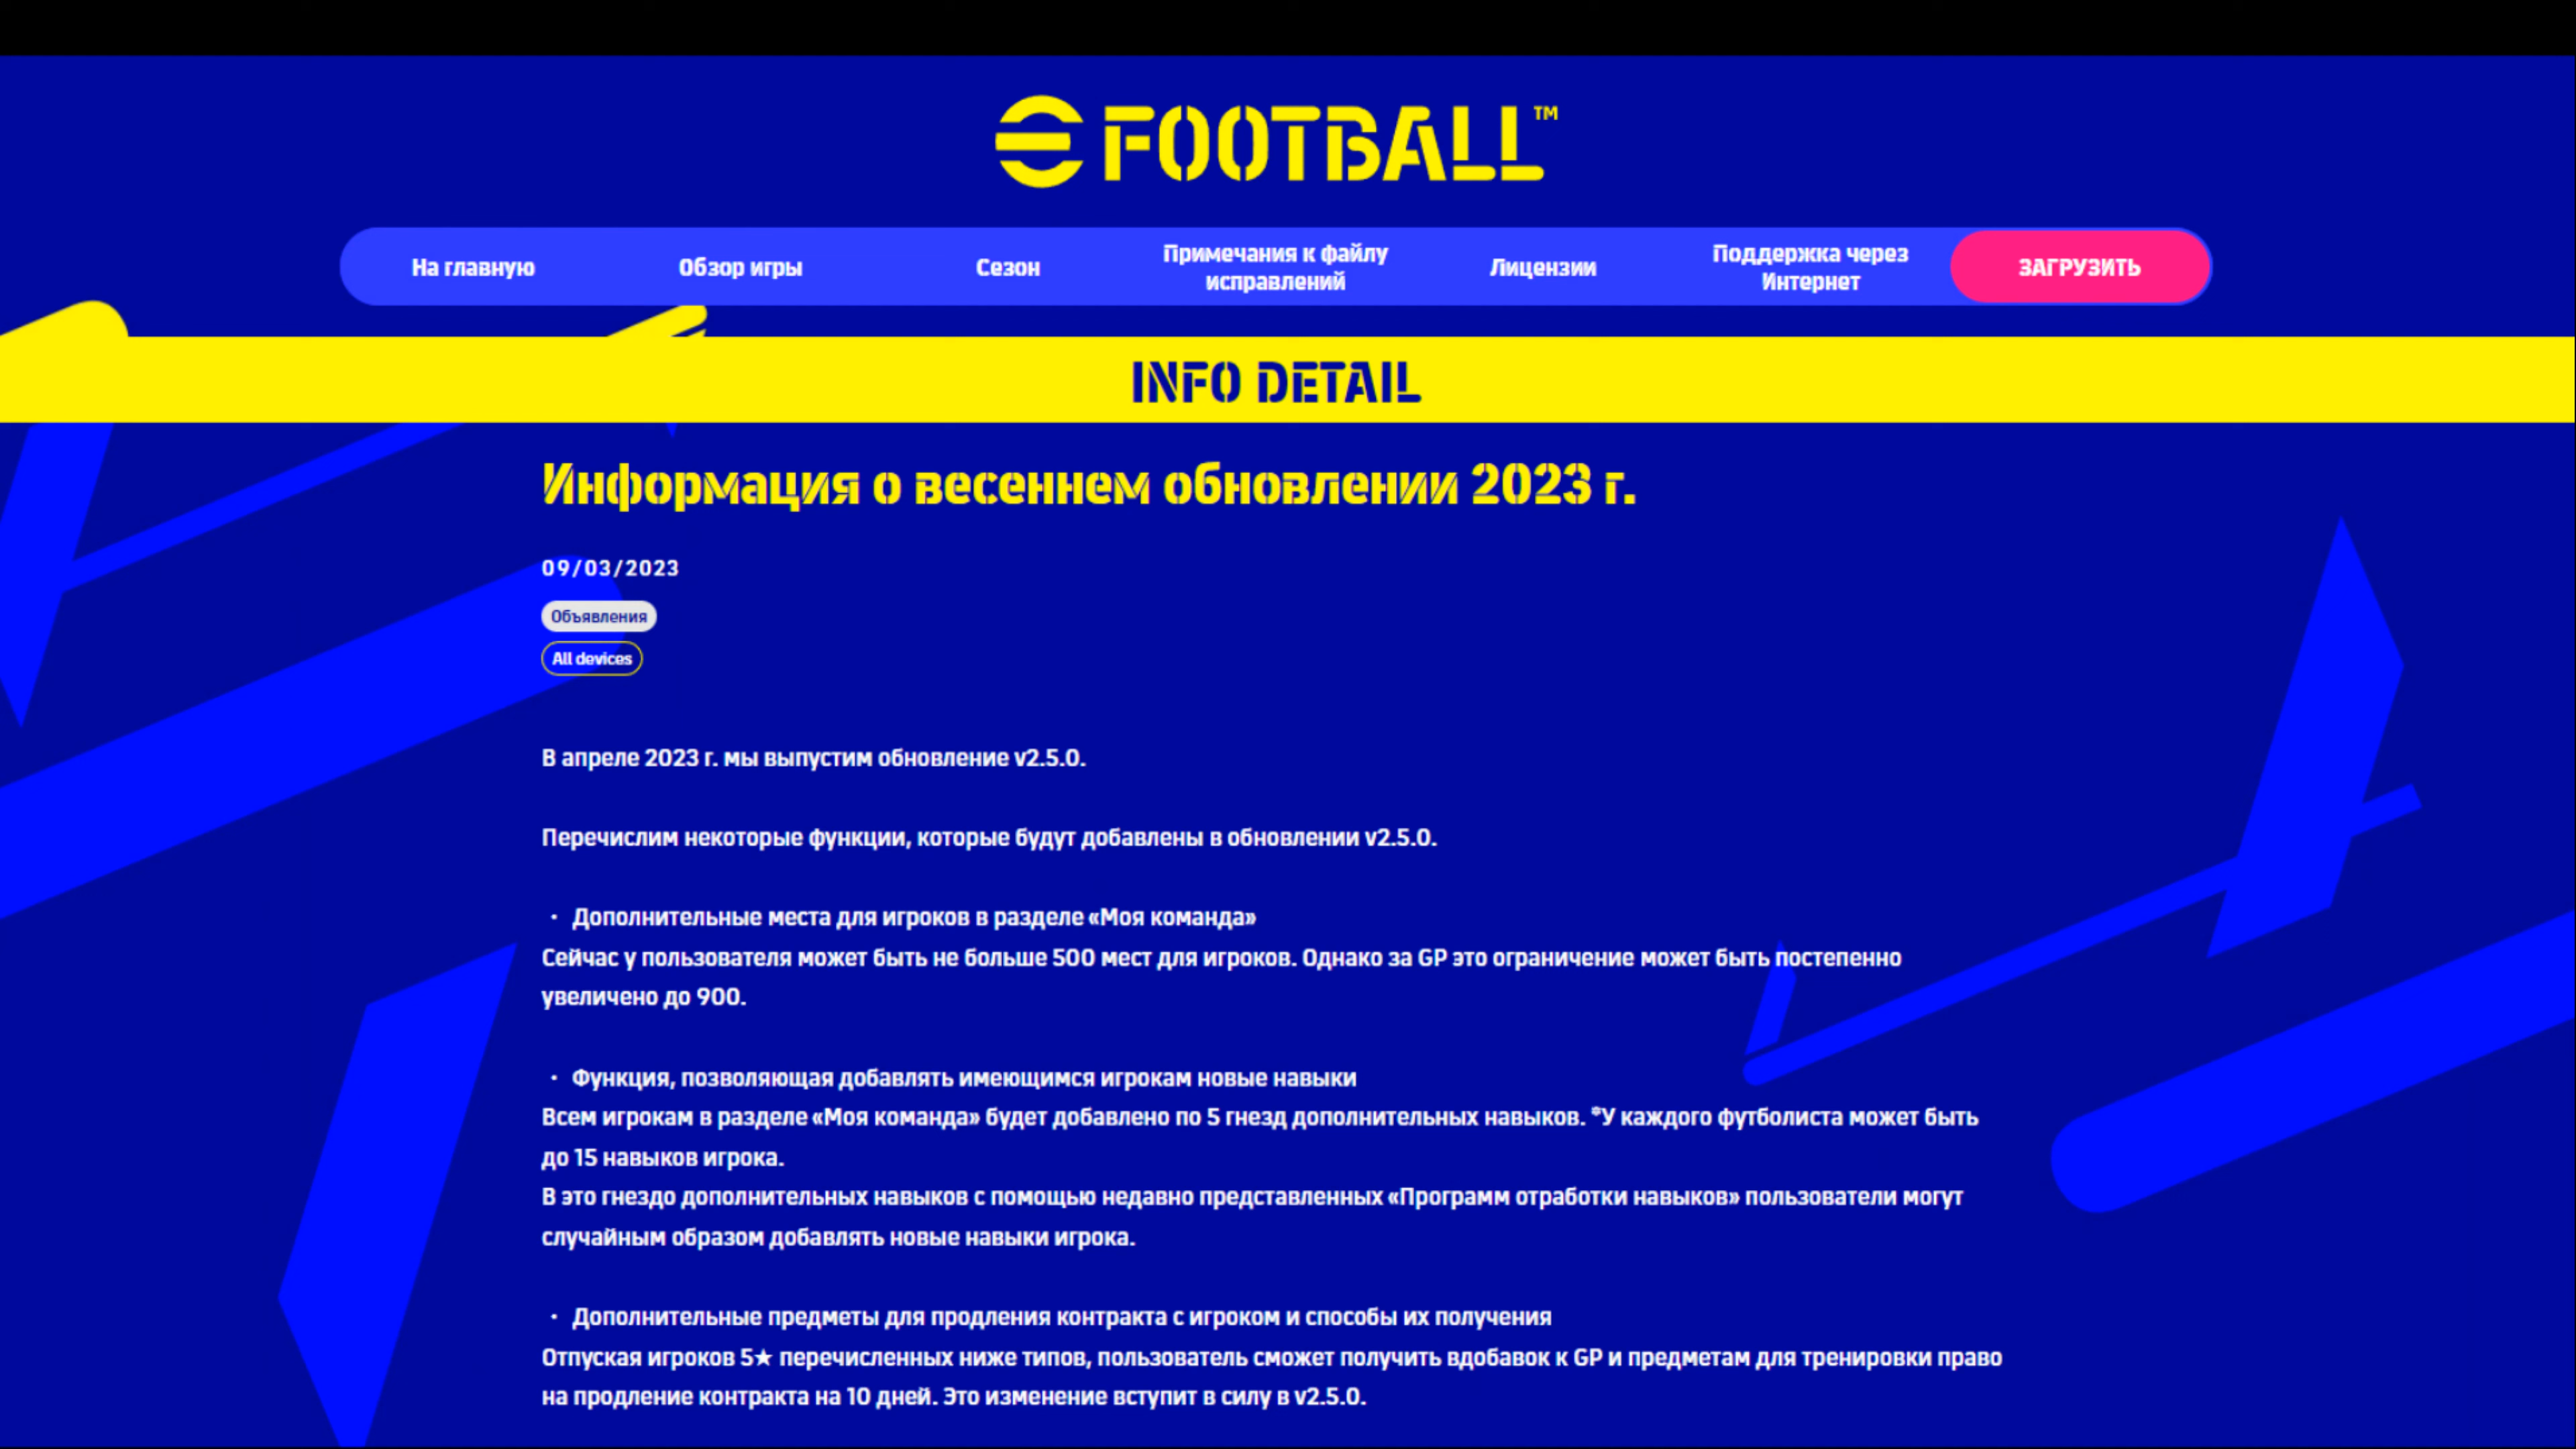 FOOTBALL™
На главную
Обзор игры
Сезон
Примечания к файлу
исправлений
Лицензии
Поддержка через
Интернет
ЗАГРУЗИТЬ
INFO DETAIL
Информация о весеннем обновлении 2023 г.
09/03/2023
Объявления
All devices
В апреле 2023 г. мы выпустим обновление v2.5.0.
Перечислим некоторые функции, которые будут добавлены в обновлении v2.5.0.
・ Дополнительные места для игроков в разделе «Моя команда»
Сейчас у пользователя может быть не больше 500 мест для игроков. Однако за GP это ограничение может быть постепенно
увеличено до 900.
・ Функция, позволяющая добавлять имеющимся игрокам новые навыки
Всем игрокам в разделе «Моя команда» будет добавлено по 5 гнезд дополнительных навыков. *У каждого футболиста может быть
до 15 навыков игрока.
В это гнездо дополнительных навыков с помощью недавно представленных «Программ отработки навыков» пользователи могут
случайным образом добавлять новые навыки игрока.
・ Дополнительные предметы для продления контракта с игроком и способы их получения
Отпуская игроков 5★ перечисленных ниже типов, пользователь сможет получить вдобавок к GP и предметам для тренировки право
на продление контракта на 10 дней. Это изменение вступит в силу в v2.5.0.